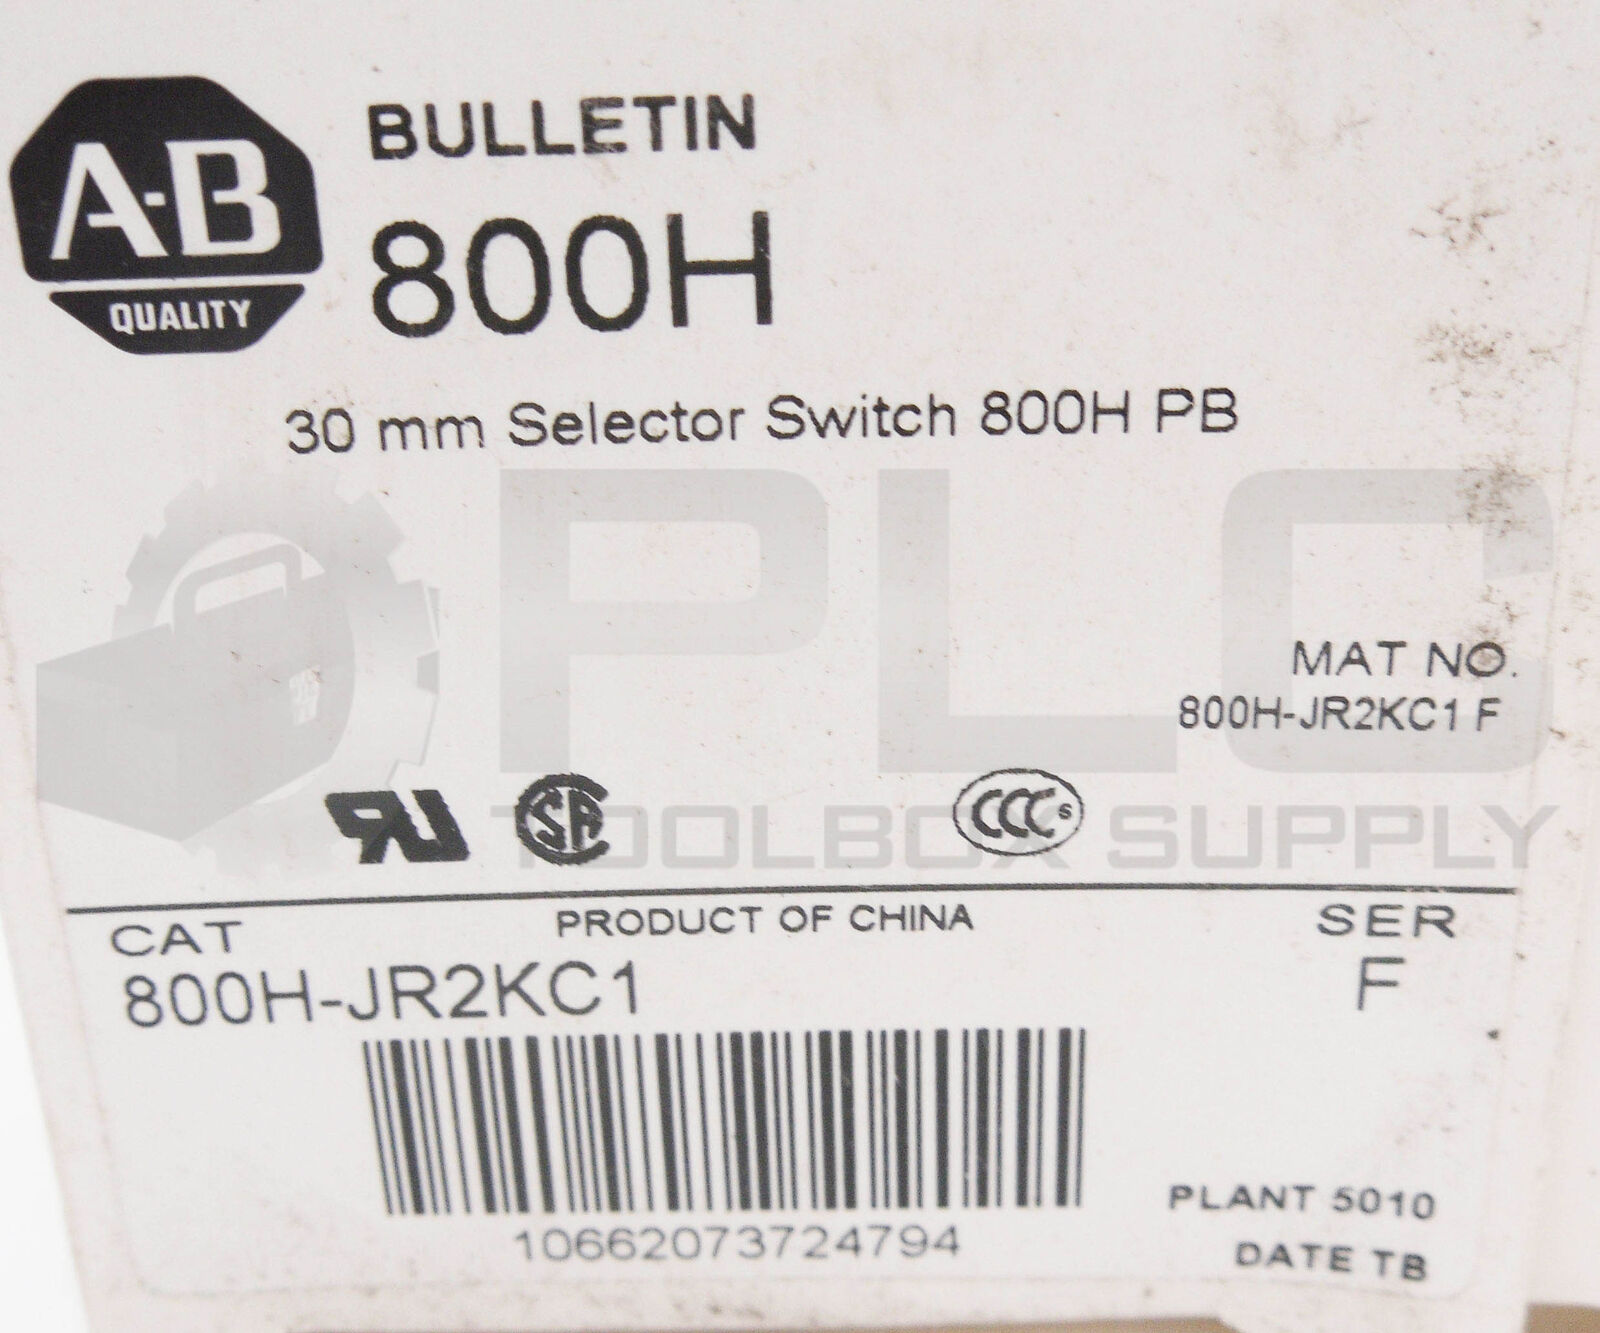 A-B
QUALITY
BULLETIN
800H
30 mm Selector Switch 800H PB
PLC
TOOLBOX SUPPLY
MAT NO.
800H-JR2KC1 F
CCC S
CAT
PRODUCT OF CHINA
SER
800H-JR2KC1
F
10662073724794
PLANT 5010
DATE TB